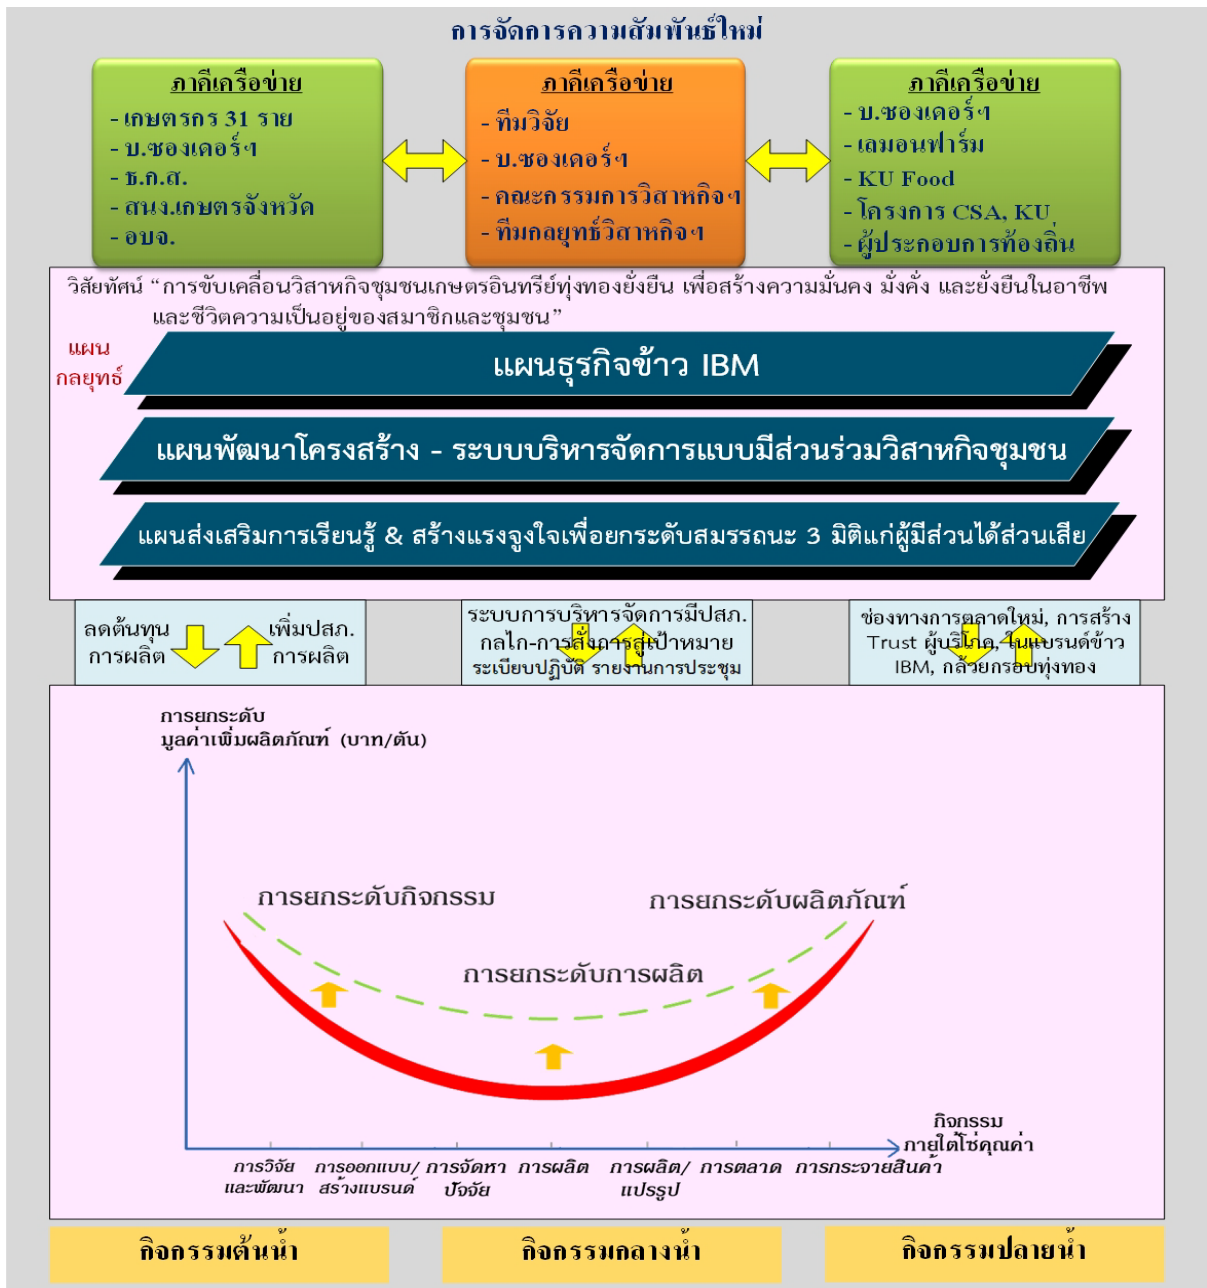 การจัดการความสัมพันธ์ใหม่
ภาคีเครือข่าย
- เกษตรกร 31 ราย
- บ.ซองเดอร์ฯ
- ธ.ก.ส.
- สนง.เกษตรจังหวัด
- อบจ.
ภาคีเครือข่าย
- ทีมวิจัย
- บ.ซองเดอร์ฯ
- คณะกรรมการวิสาหกิจฯ
- ทีมกลยุทธ์วิสาหกิจฯ
ภาคีเครือข่าย
- บ.ซองเดอร์ฯ
- เลมอนฟาร์ม
- KU Food
- โครงการ CSA, KU
- ผู้ประกอบการท้องถิ่น
วิสัยทัศน์ “การขับเคลื่อนวิสาหกิจชุมชนเกษตรอินทรีย์ทุ่งทองยั่งยืน เพื่อสร้างความมั่นคง มั่งคั่ง และยั่งยืนในอาชีพ
และชีวิตความเป็นอยู่ของสมาชิกและชุมชน”
แผน
กลยุทธ์
แผนธุรกิจข้าว IBM
แผนพัฒนาโครงสร้าง - ระบบบริหารจัดการแบบมีส่วนร่วมวิสาหกิจชุมชน
แผนส่งเสริมการเรียนรู้ & สร้างแรงจูงใจเพื่อยกระดับสมรรถนะ 3 มิติแก่ผู้มีส่วนได้ส่วนเสีย
ลดต้นทุน
การผลิต
เพิ่มปสภ.
การผลิต
ระบบการบริหารจัดการมีปสภ.
กลไก-การสั่งการสู่เป้าหมาย
ระเบียบปฏิบัติ รายงานการประชุม
ช่องทางการตลาดใหม่, การสร้าง
Trust ผู้บริโภค, ในแบรนด์ข้าว
IBM, กล้วยกรอบทุ่งทอง
การยกระดับ
มูลค่าเพิ่มผลิตภัณฑ์ (บาท/ตัน)
การยกระดับกิจกรรม
การยกระดับผลิตภัณฑ์
การยกระดับการผลิต
กิจกรรม
ภายใต้โซ่คุณค่า
การวิจัย
และพัฒนา
การออกแบบ/
สร้างแบรนด์
การจัดหา
ปัจจัย
การผลิต
การผลิต/
แปรรูป
การตลาด
การกระจายสินค้า
กิจกรรมต้นน้ำ
กิจกรรมกลางน้ำ
กิจกรรมปลายน้ำ